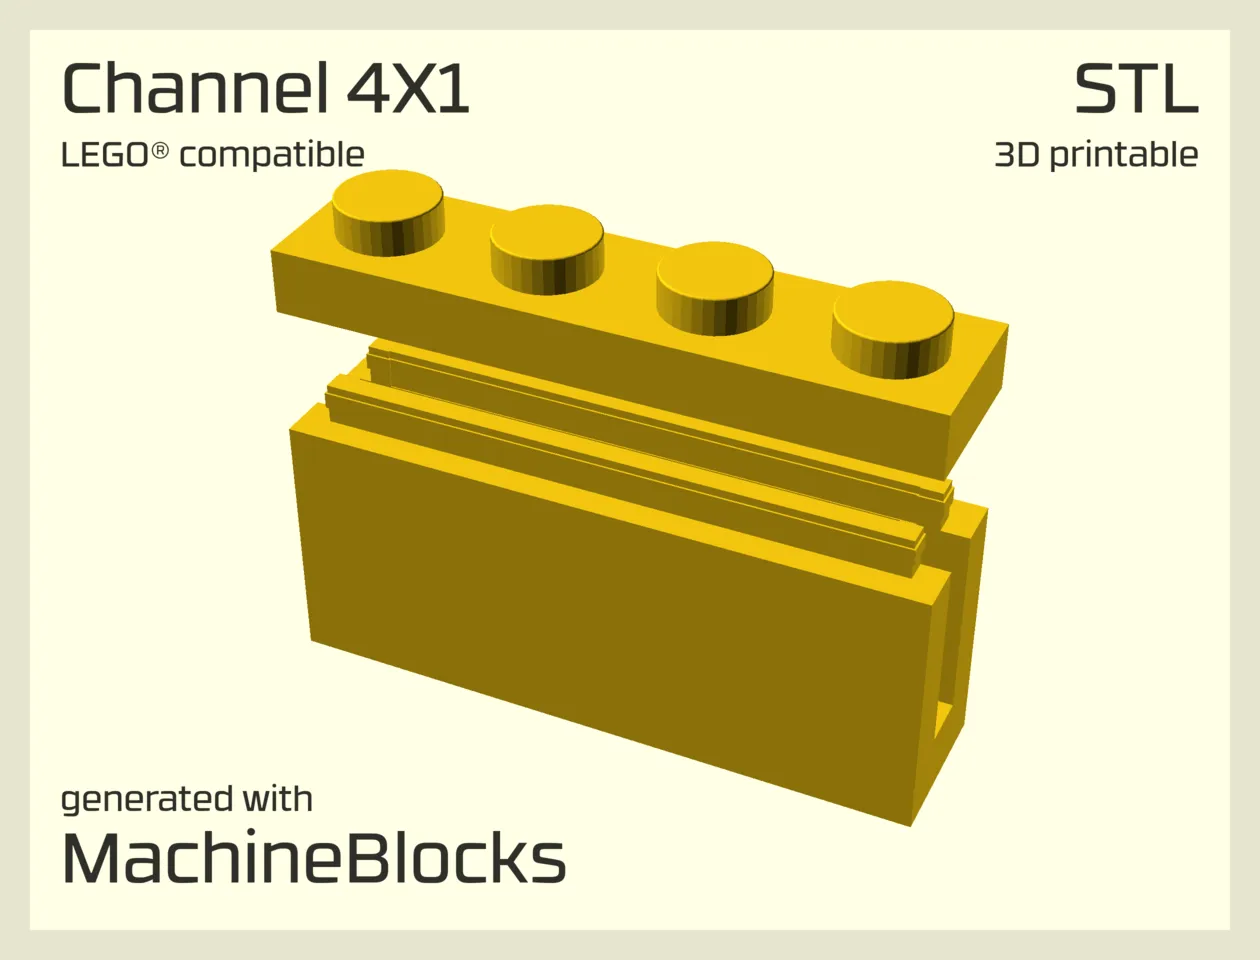 Channel 4X1
STL
LEGO® compatible
3D printable
generated with
MachineBlocks